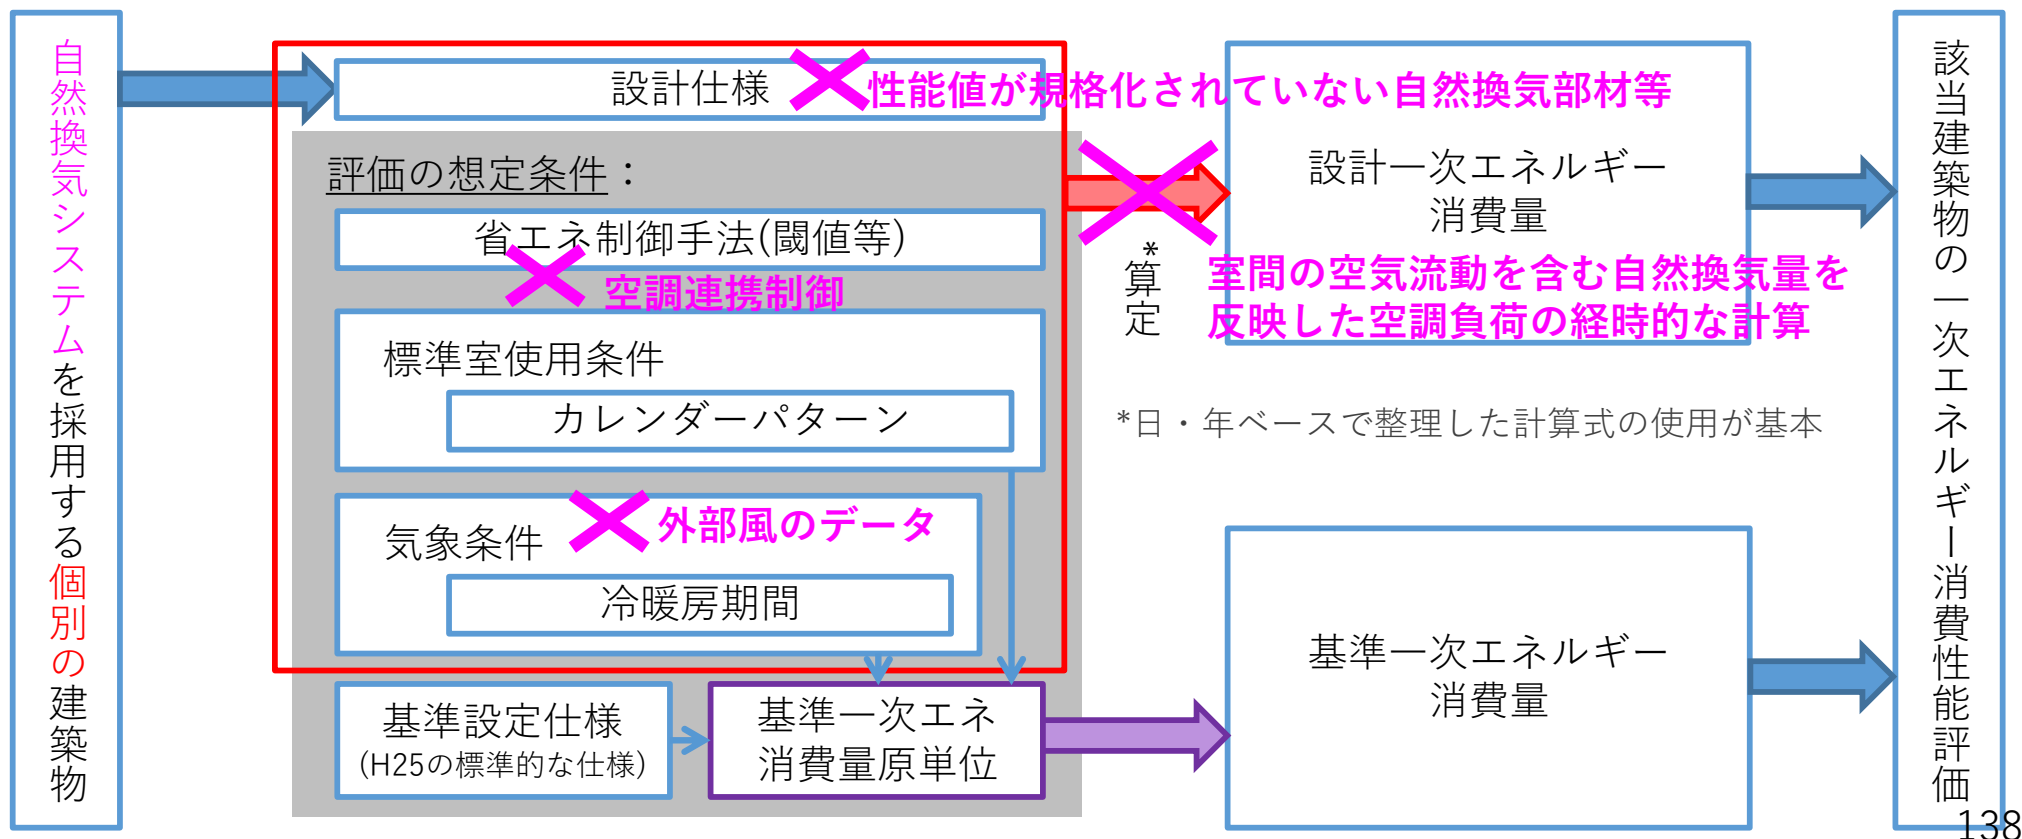 自然換気システムを採用する個別の建築物
設計仕様
性能値が規格化されていない自然換気部材等
評価の想定条件：
省エネ制御手法(閾値等)
空調連携制御
標準室使用条件
カレンダーパターン
気象条件
外部風のデータ
冷暖房期間
基準設定仕様
(H25の標準的な仕様)
基準一次エネ
消費量原単位
*算定
設計一次エネルギー
消費量
室間の空気流動を含む自然換気量を
反映した空調負荷の経時的な計算
*日・年ベースで整理した計算式の使用が基本
基準一次エネルギー
消費量
該当建築物の一次エネルギー消費性能評価
138